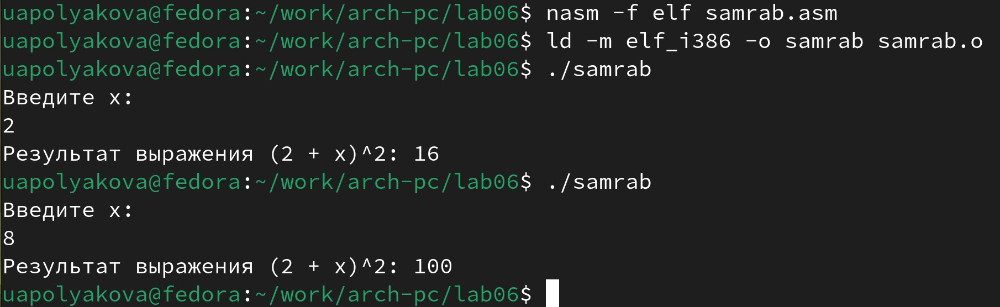 uapolyakova@fedora:~/work/arch-pc/lab06$ nasm -f elf samrab.asm
uapolyakova@fedora:~/work/arch-pc/lab06$ ld -m elf_i386 -o samrab samrab.o
uapolyakova@fedora:~/work/arch-pc/lab06$ ./samrab
Введите x:
2
Результат выражения (2 + x)^2: 16
uapolyakova@fedora:~/work/arch-pc/lab06$ ./samrab
Введите x:
8
Результат выражения (2 + x)^2: 100
uapolyakova@fedora:~/work/arch-pc/lab06$